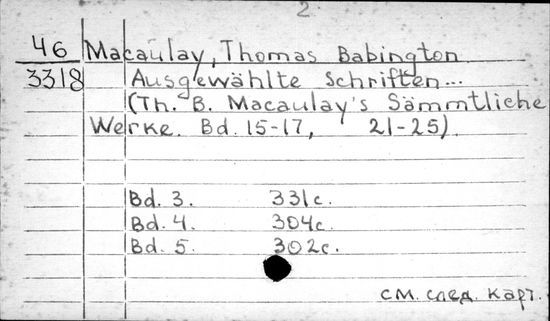 2
46 Macaulay, Thomas Babington
3318 Ausgewählte Schriften...
(Th. B. Macaulay's Sämmtliche
Werke. Bd. 15-17, 21-25).
Bd. 3. 331c.
Bd. 4. 304c.
Bd. 5. 302c.
см. след. карт.